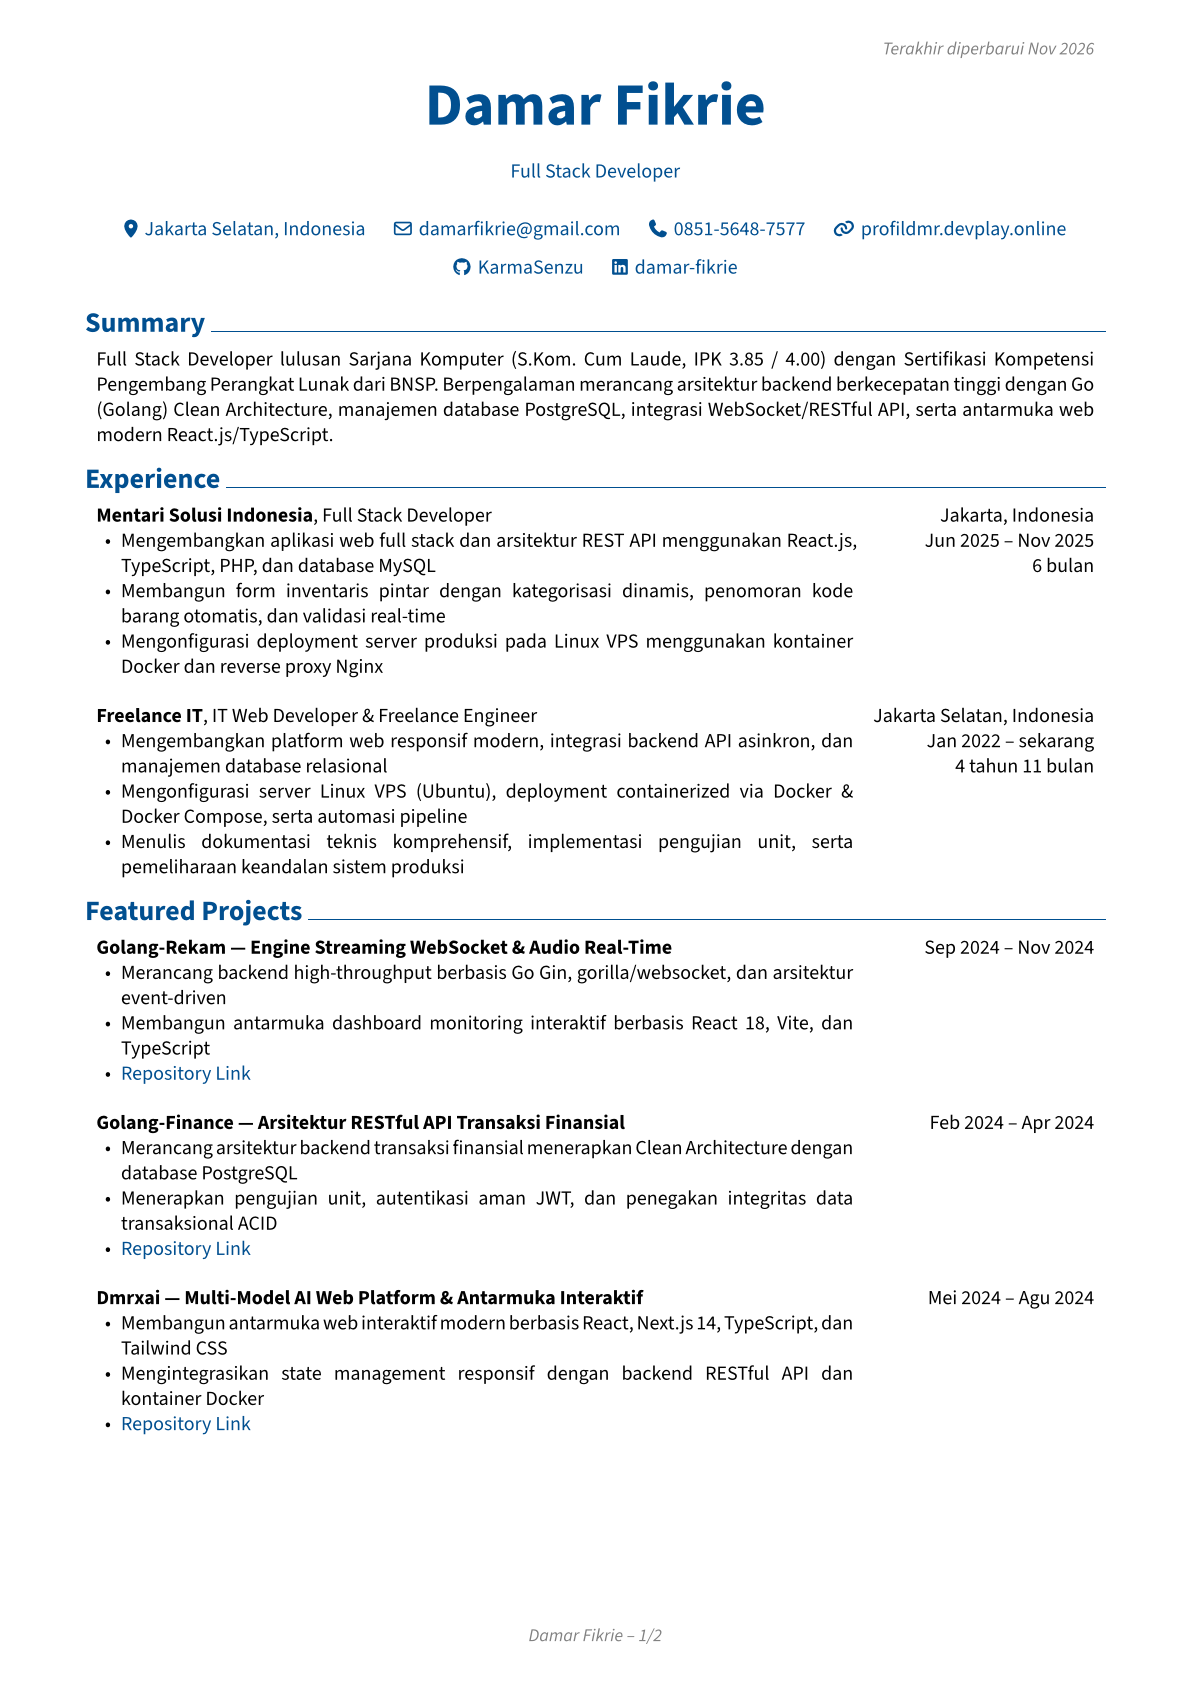 Terakhir diperbarui Nov 2026
Damar Fikrie
Full Stack Developer
Jakarta Selatan, Indonesia damarfikrie@gmail.com 0851-5648-7577 profildmr.devplay.online
KarmaSenzu damar-fikrie
Summary
Full Stack Developer lulusan Sarjana Komputer (S.Kom. Cum Laude, IPK 3.85 / 4.00) dengan Sertifikasi Kompetensi
Pengembang Perangkat Lunak dari BNSP. Berpengalaman merancang arsitektur backend berkecepatan tinggi dengan Go
(Golang) Clean Architecture, manajemen database PostgreSQL, integrasi WebSocket/RESTful API, serta antarmuka web
modern React.js/TypeScript.
Experience
Mentari Solusi Indonesia, Full Stack Developer Jakarta, Indonesia
• Mengembangkan aplikasi web full stack dan arsitektur REST API menggunakan React.js, Jun 2025 – Nov 2025
TypeScript, PHP, dan database MySQL 6 bulan
• Membangun form inventaris pintar dengan kategorisasi dinamis, penomoran kode
barang otomatis, dan validasi real-time
• Mengonfigurasi deployment server produksi pada Linux VPS menggunakan kontainer
Docker dan reverse proxy Nginx
Freelance IT, IT Web Developer & Freelance Engineer Jakarta Selatan, Indonesia
• Mengembangkan platform web responsif modern, integrasi backend API asinkron, dan Jan 2022 – sekarang
manajemen database relasional 4 tahun 11 bulan
• Mengonfigurasi server Linux VPS (Ubuntu), deployment containerized via Docker &
Docker Compose, serta automasi pipeline
• Menulis dokumentasi teknis komprehensif, implementasi pengujian unit, serta
pemeliharaan keandalan sistem produksi
Featured Projects
Golang-Rekam — Engine Streaming WebSocket & Audio Real-Time Sep 2024 – Nov 2024
• Merancang backend high-throughput berbasis Go Gin, gorilla/websocket, dan arsitektur
event-driven
• Membangun antarmuka dashboard monitoring interaktif berbasis React 18, Vite, dan
TypeScript
• Repository Link
Golang-Finance — Arsitektur RESTful API Transaksi Finansial Feb 2024 – Apr 2024
• Merancang arsitektur backend transaksi finansial menerapkan Clean Architecture dengan
database PostgreSQL
• Menerapkan pengujian unit, autentikasi aman JWT, dan penegakan integritas data
transaksional ACID
• Repository Link
Dmrxai — Multi-Model AI Web Platform & Antarmuka Interaktif Mei 2024 – Agu 2024
• Membangun antarmuka web interaktif modern berbasis React, Next.js 14, TypeScript, dan
Tailwind CSS
• Mengintegrasikan state management responsif dengan backend RESTful API dan
kontainer Docker
• Repository Link
Damar Fikrie – 1/2